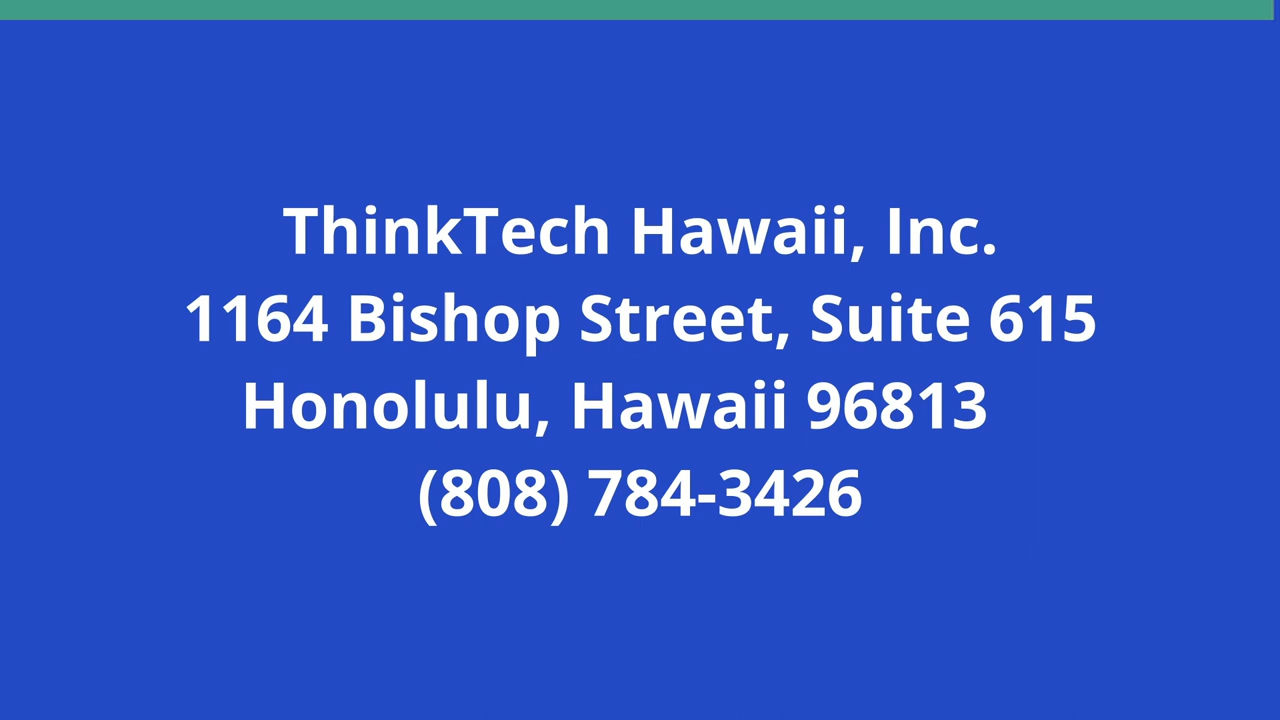 ThinkTech Hawaii, Inc.
1164 Bishop Street, Suite 615
Honolulu, Hawaii 96813
(808) 784-3426